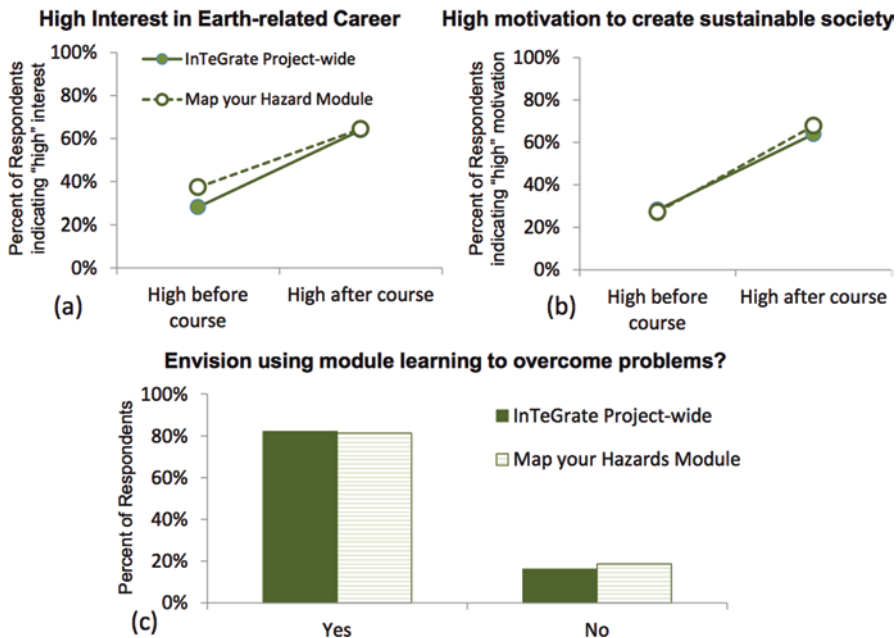 High Interest in Earth-related Career
Percent of Respondents
indicating "high" interest
100%
80%
60%
40%
20%
0%
InTeGrate Project-wide
Map your Hazard Module
High before
course
High after course
(a)
High motivation to create sustainable society
Percent of Respondents
indicating "high" motivation
100%
80%
60%
40%
20%
0%
High before
course
High after course
(b)
Envision using module learning to overcome problems?
Percent of Respondents
100%
80%
60%
40%
20%
0%
InTeGrate Project-wide
Map your Hazards Module
Yes
No
(c)